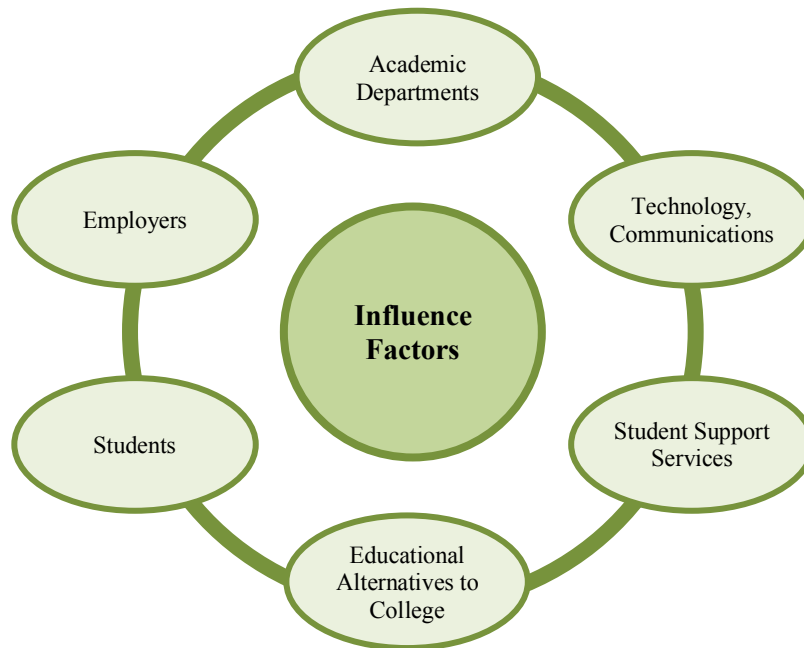 Academic
Departments
Technology,
Communications
Employers
Influence
Factors
Students
Student Support
Services
Educational
Alternatives to
College